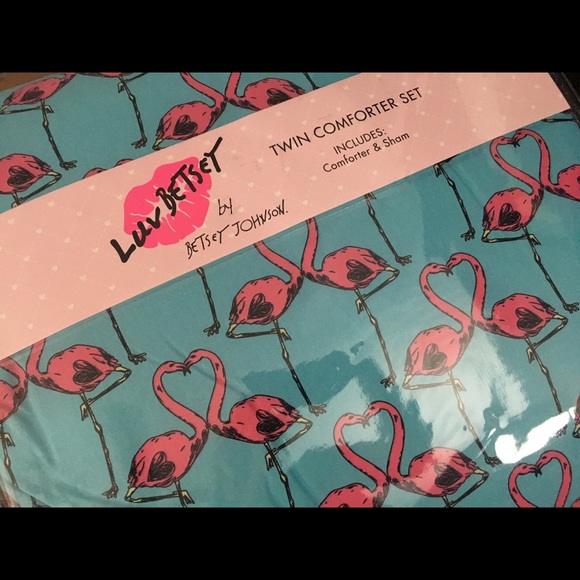 Luv BETSEY
by
BETSEY JOHNSON.
TWIN COMFORTER SET
INCLUDES:
Comforter & Sham